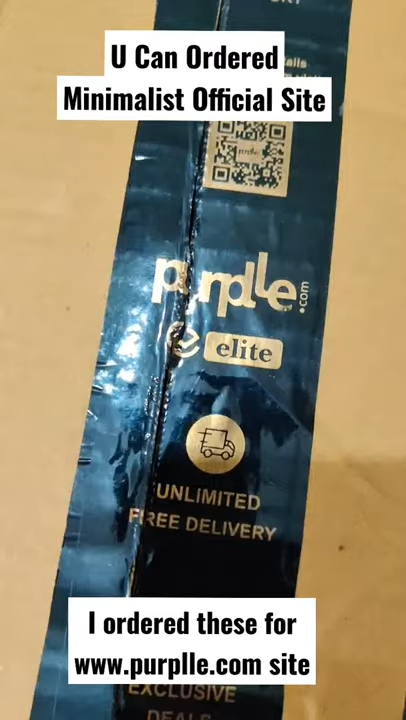 U Can Ordered
Minimalist Official Site
purplle.com
elite
UNLIMITED
FREE DELIVERY
I ordered these for
www.purplle.com site
EXCLUSIVE
DEALS